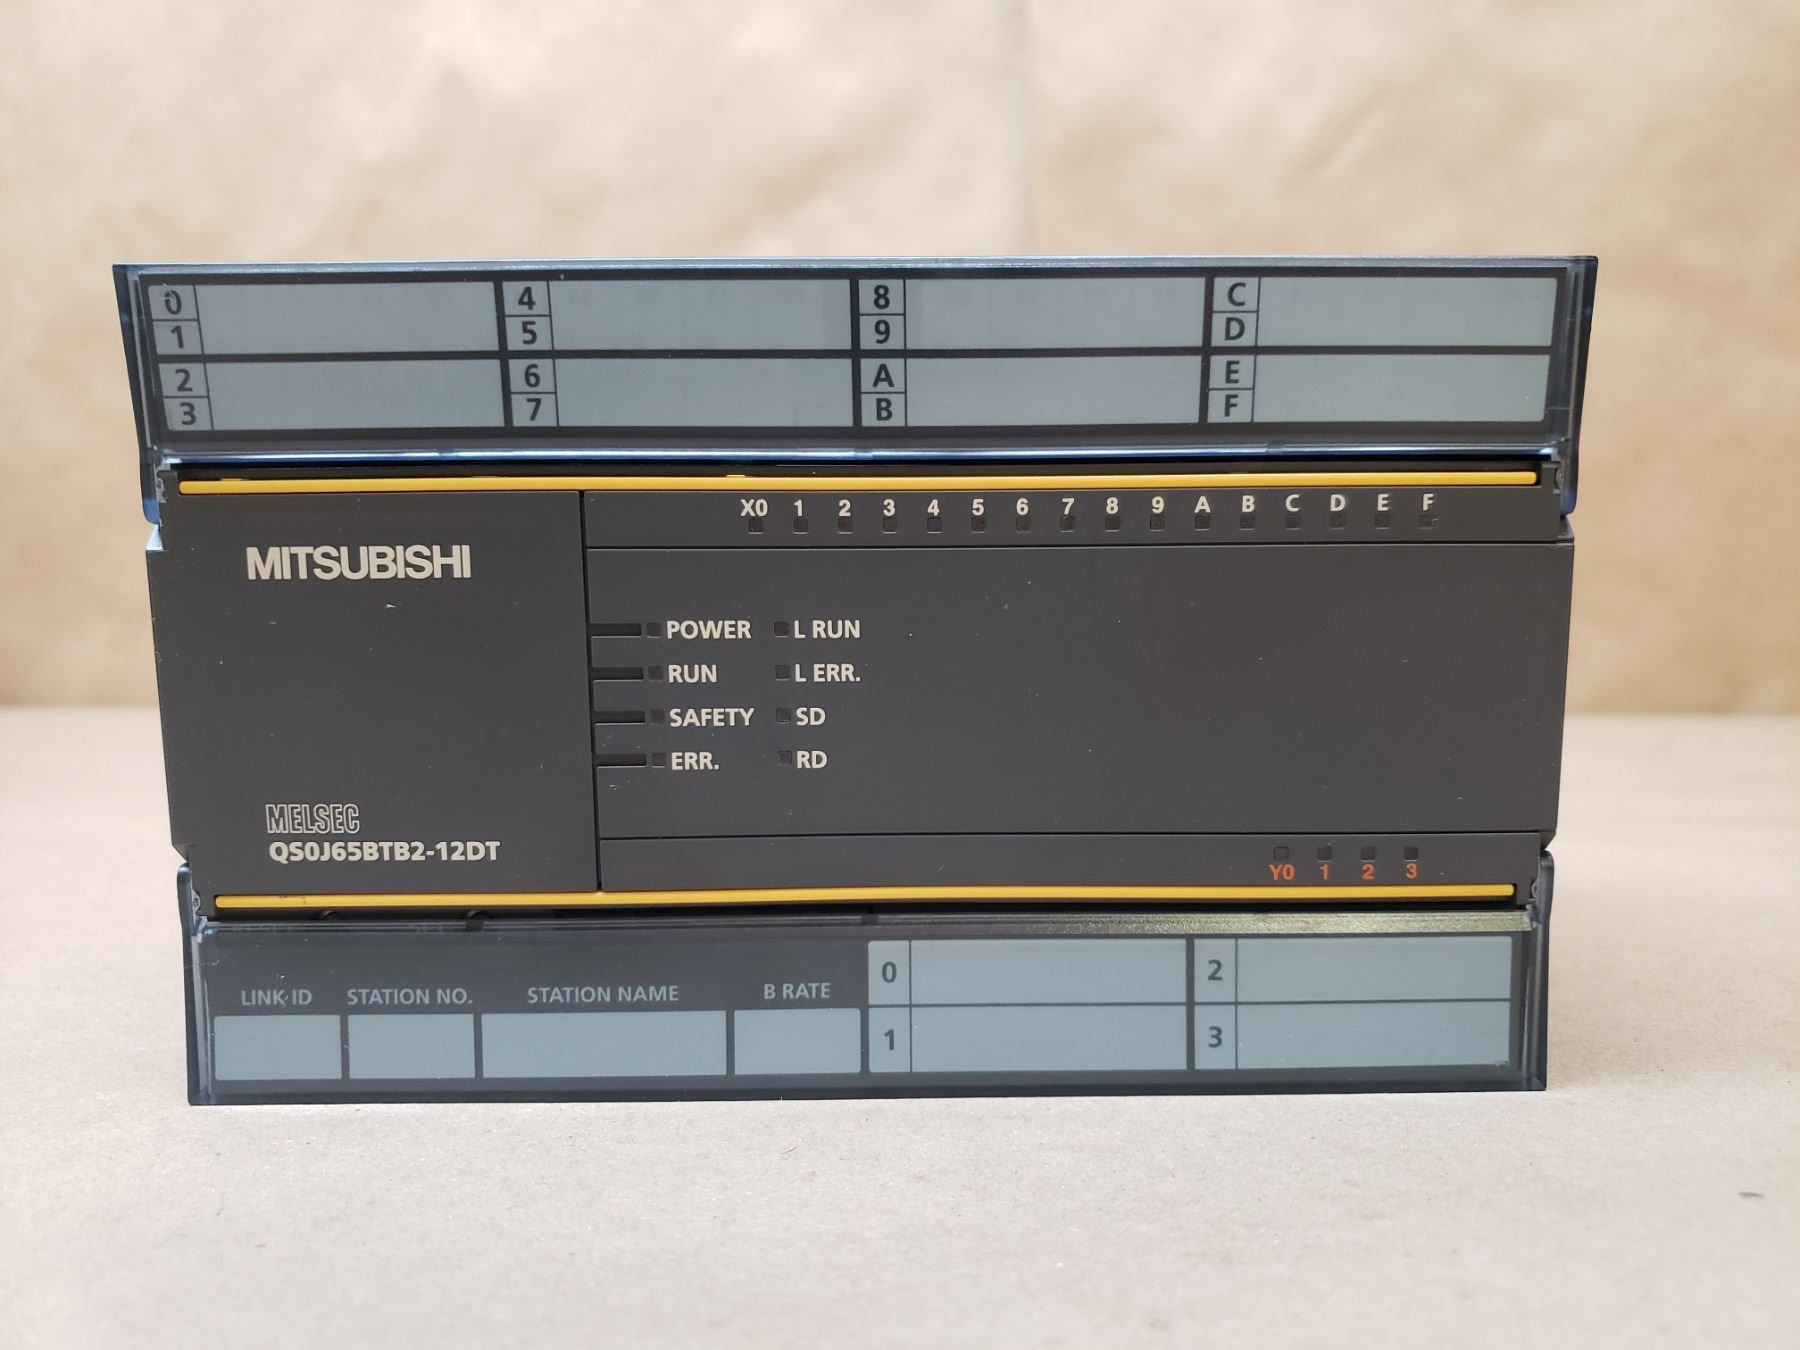 0 4 8 C
1 5 9 D
2 6 A E
3 7 B F
X0 1 2 3 4 5 6 7 8 9 A B C D E F
MITSUBISHI
POWER L RUN
RUN L ERR.
SAFETY SD
ERR. RD
MELSEC
QS0J65BTB2-12DT
Y0 1 2 3
LINK ID STATION NO. STATION NAME B RATE
0 2
1 3